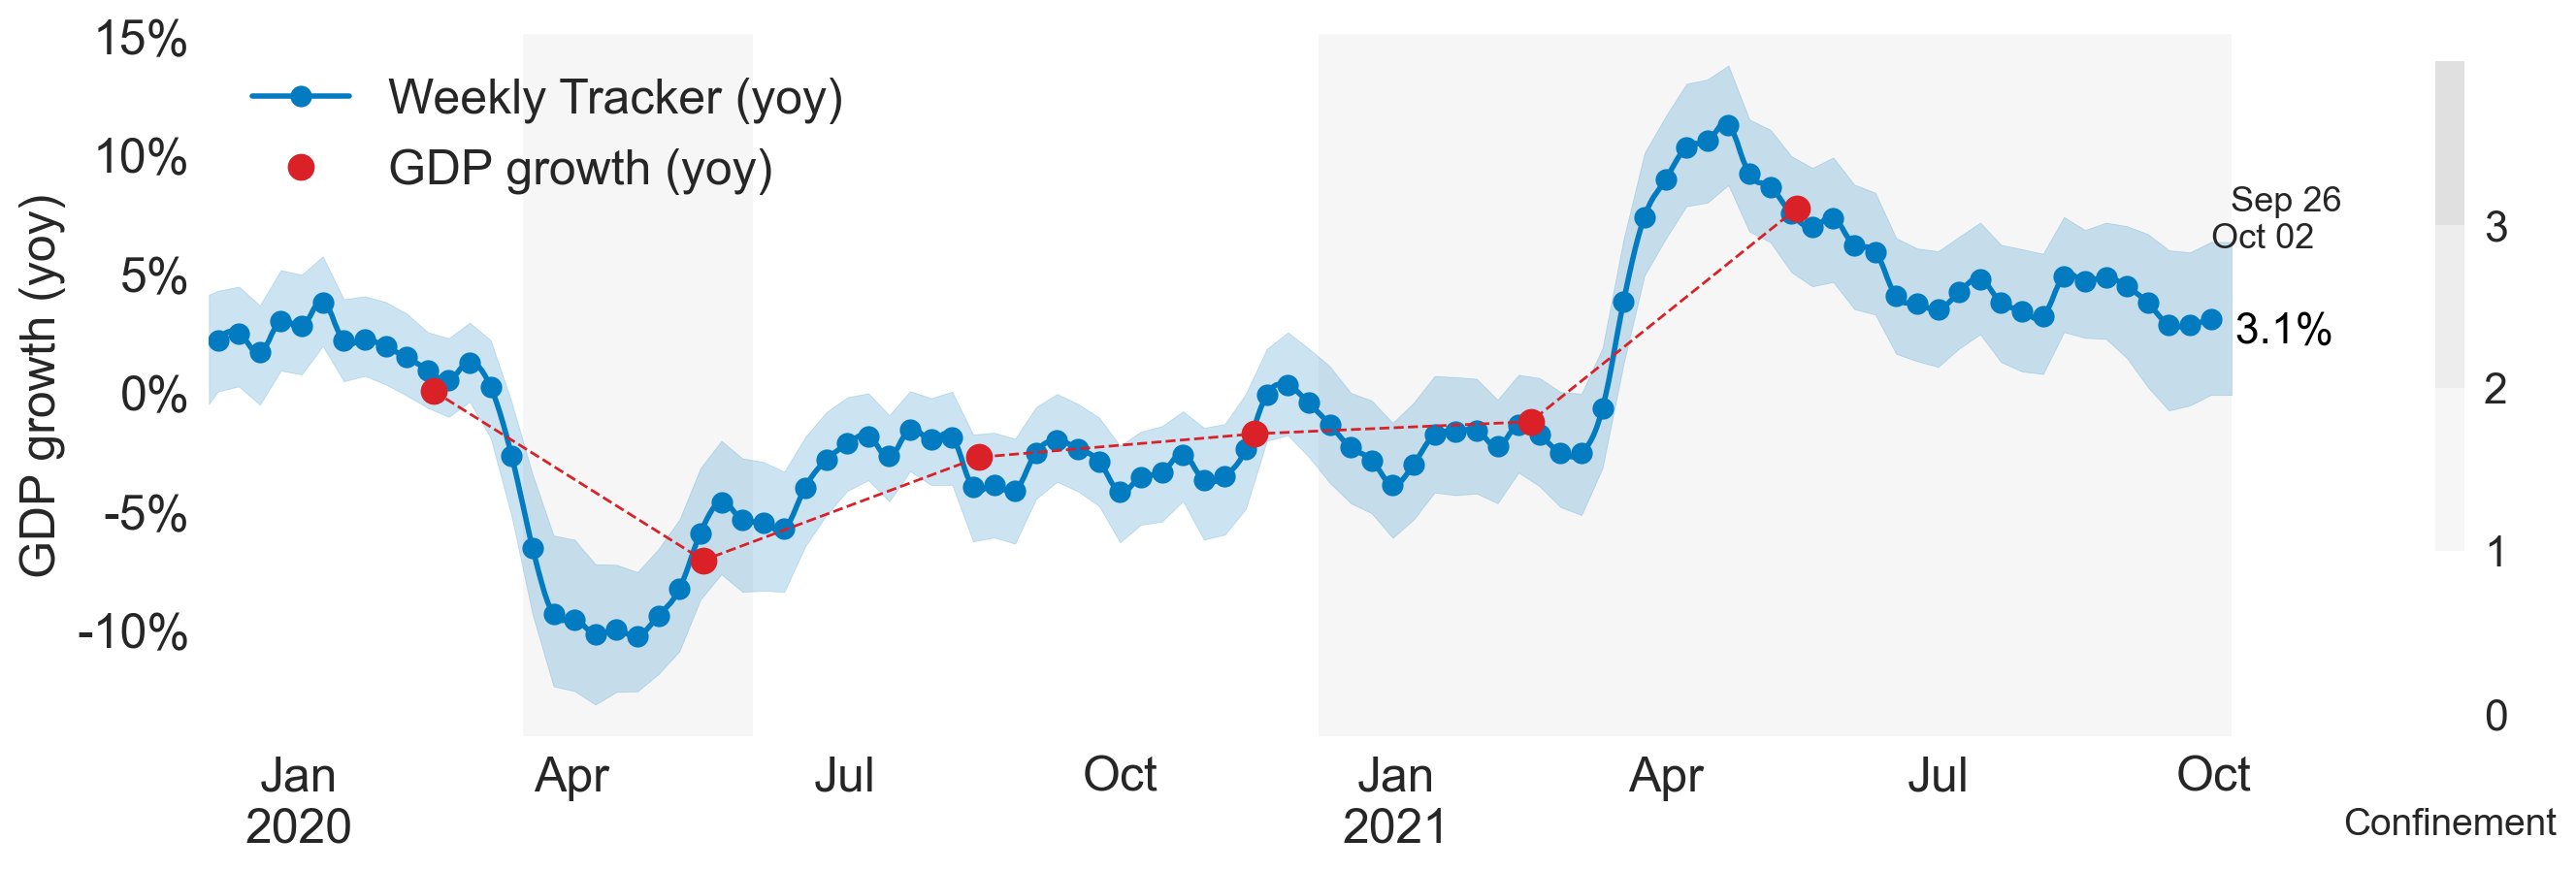 15%
10%
5%
0%
-5%
-10%
GDP growth (yoy)
Weekly Tracker (yoy)
GDP growth (yoy)
Sep 26
Oct 02
3.1%
Jan
2020
Apr
Jul
Oct
Jan
2021
Apr
Jul
Oct
3
2
1
0
Confinement